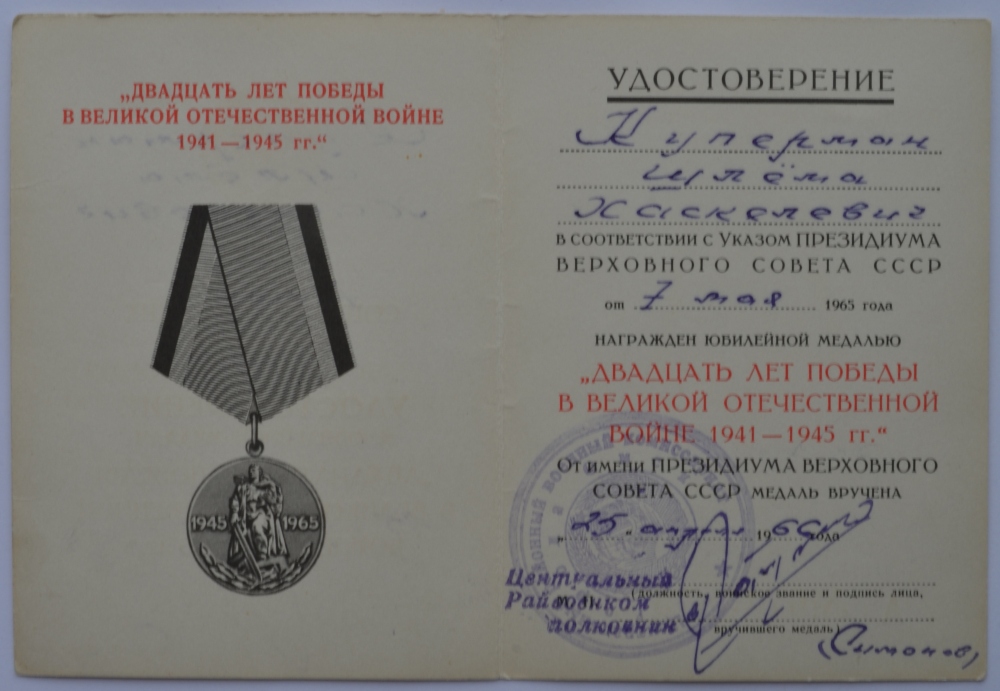 „ДВАДЦАТЬ ЛЕТ ПОБЕДЫ
В ВЕЛИКОЙ ОТЕЧЕСТВЕННОЙ ВОЙНЕ
1941 — 1945 гг.“
1945 1965
УДОСТОВЕРЕНИЕ
Куперман
Шлёма
Хаскелевич
В СООТВЕТСТВИИ С УКАЗОМ ПРЕЗИДИУМА
ВЕРХОВНОГО СОВЕТА СССР
от 7 мая 1965 года
НАГРАЖДЕН ЮБИЛЕЙНОЙ МЕДАЛЬЮ
„ДВАДЦАТЬ ЛЕТ ПОБЕДЫ
В ВЕЛИКОЙ ОТЕЧЕСТВЕННОЙ
ВОЙНЕ 1941 — 1945 гг.“
ОТ ИМЕНИ ПРЕЗИДИУМА ВЕРХОВНОГО
СОВЕТА СССР МЕДАЛЬ ВРУЧЕНА
„25“ апреля 1966 года
Центральный
Райвоенком
(должность, воинское звание и подпись лица,
полковник
вручившего медаль)
(Симонов)